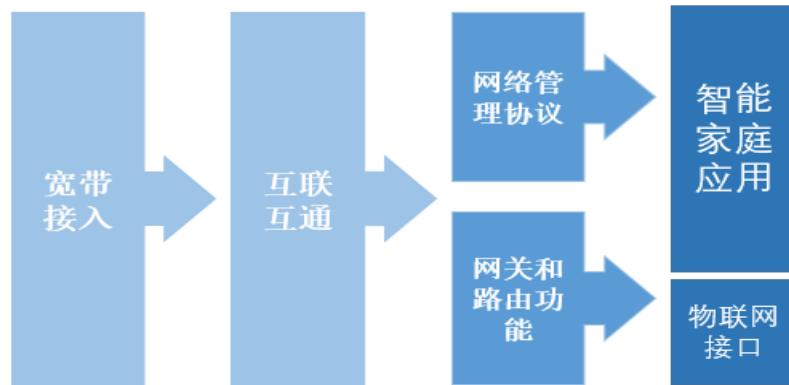 宽带
接入
互联
互通
网络管
理协议
网关和
路由功
能
智能
家庭
应用
物联网
接口